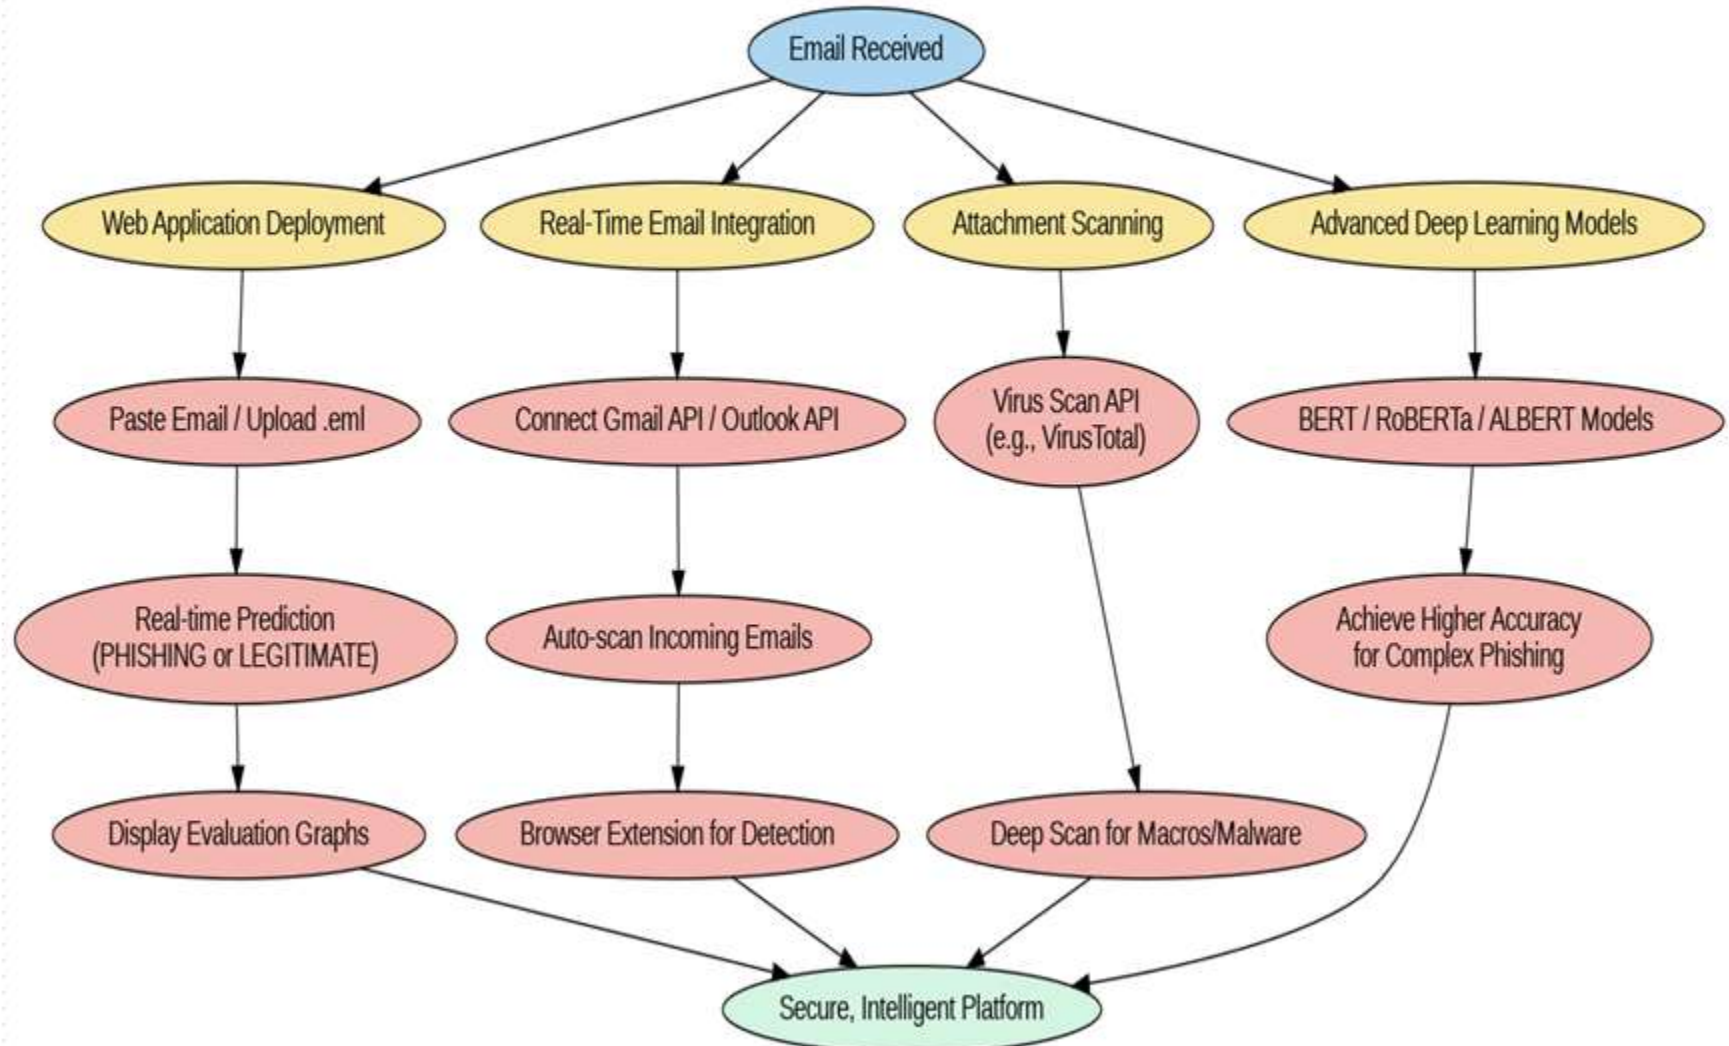 Email Received
Web Application Deployment
Real-Time Email Integration
Attachment Scanning
Advanced Deep Learning Models
Paste Email / Upload .eml
Connect Gmail API / Outlook API
Virus Scan API
(e.g., VirusTotal)
BERT / RoBERTa / ALBERT Models
Real-time Prediction
(PHISHING or LEGITIMATE)
Auto-scan Incoming Emails
Achieve Higher Accuracy
for Complex Phishing
Display Evaluation Graphs
Browser Extension for Detection
Deep Scan for Macros/Malware
Secure, Intelligent Platform